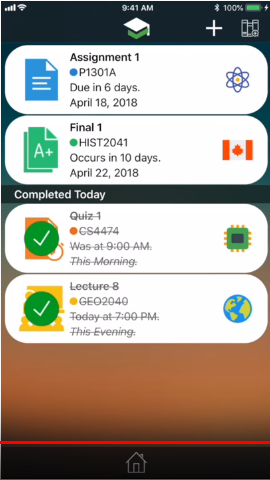 9:41 AM
100%
Assignment 1
P1301A
Due in 6 days.
April 18, 2018
A+
Final 1
HIST2041
Occurs in 10 days.
April 22, 2018
Completed Today
Quiz 1
CS4474
Was at 9:00 AM.
This Morning.
Lecture 8
GEO2040
Today at 7:00 PM.
This Evening.